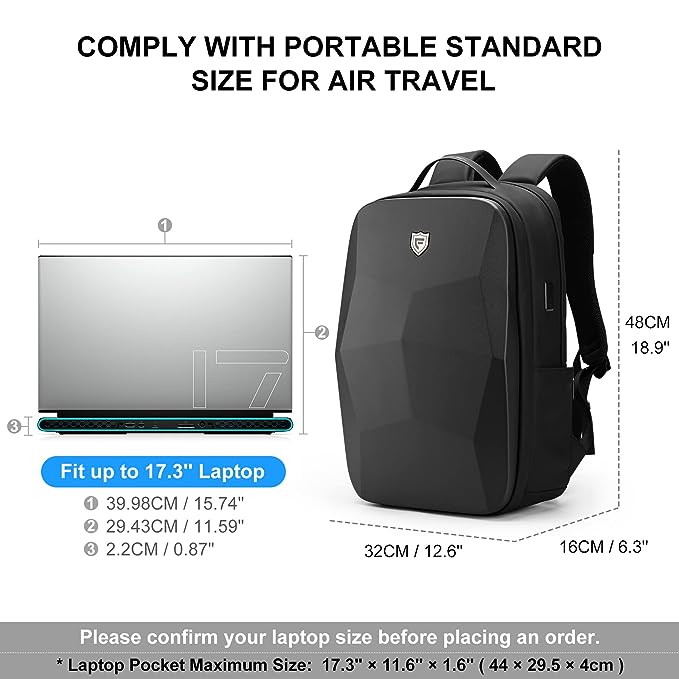 COMPLY WITH PORTABLE STANDARD
SIZE FOR AIR TRAVEL
①
②
③
17
48CM
18.9"
Fit up to 17.3" Laptop
① 39.98CM / 15.74"
② 29.43CM / 11.59"
③ 2.2CM / 0.87"
32CM / 12.6"
16CM / 6.3"
Please confirm your laptop size before placing an order.
* Laptop Pocket Maximum Size: 17.3" × 11.6" × 1.6" ( 44 × 29.5 × 4cm )